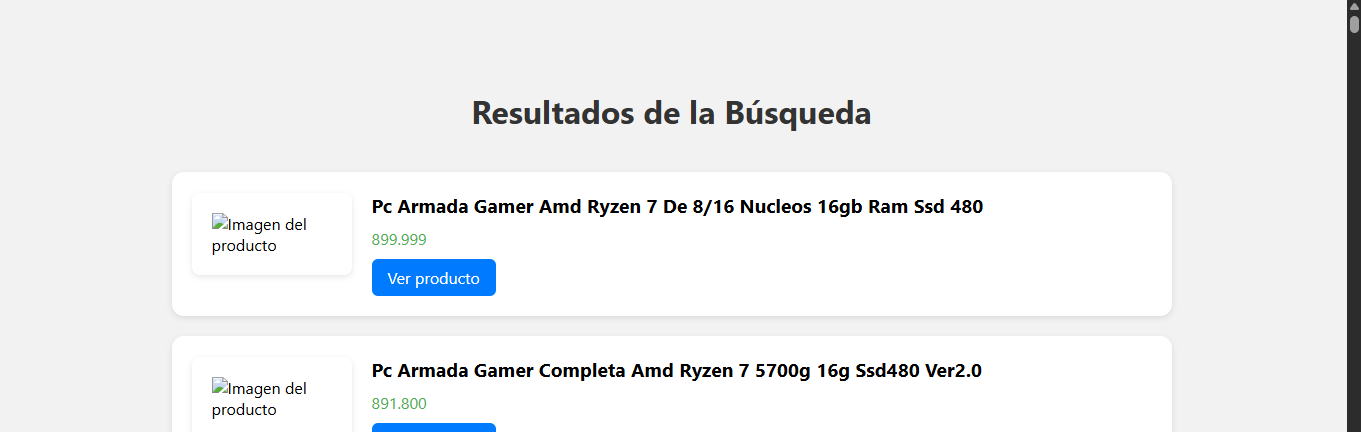 Resultados de la Búsqueda
Imagen del
producto
Pc Armada Gamer Amd Ryzen 7 De 8/16 Nucleos 16gb Ram Ssd 480
899.999
Ver producto
Imagen del
producto
Pc Armada Gamer Completa Amd Ryzen 7 5700g 16g Ssd480 Ver2.0
891.800